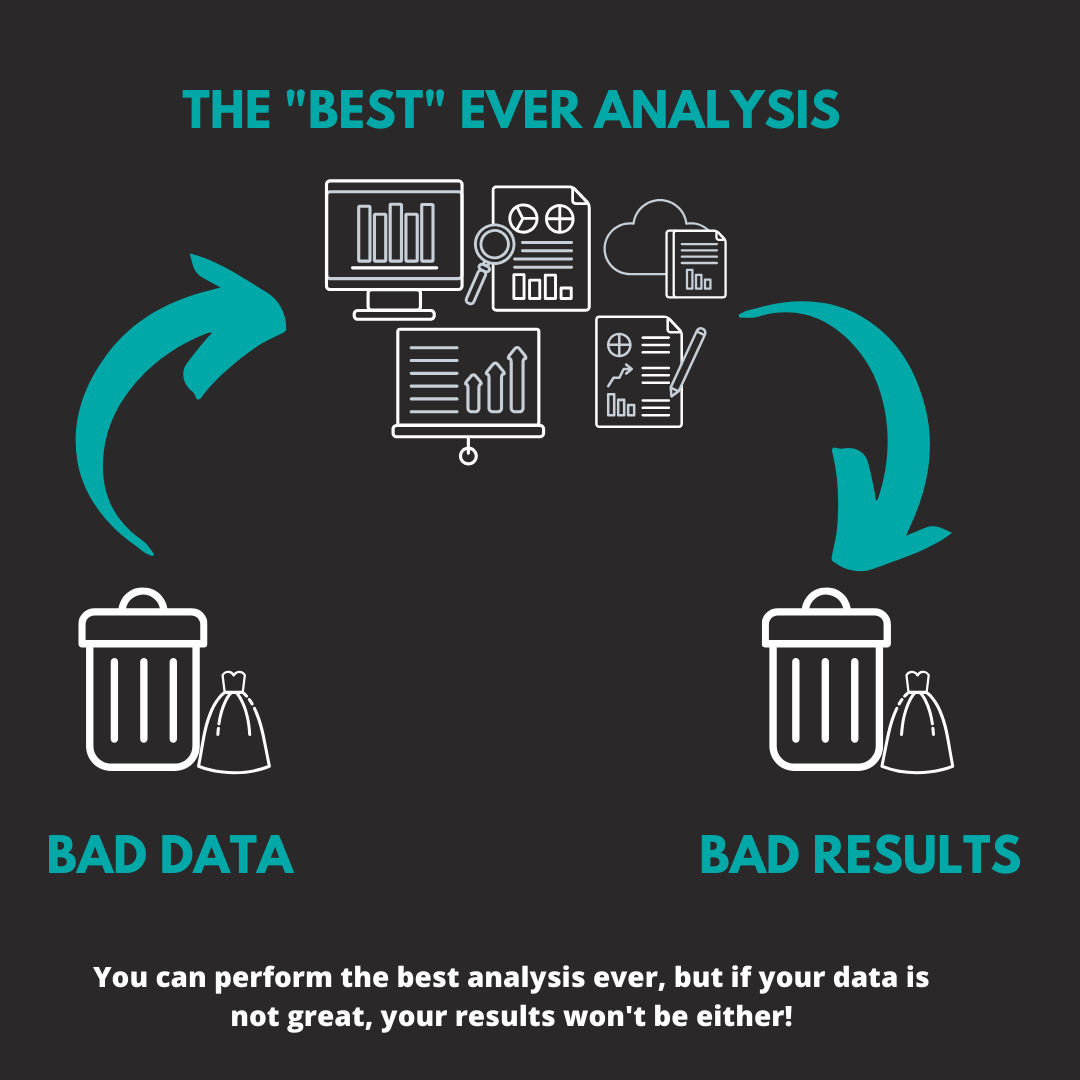 THE "BEST" EVER ANALYSIS
BAD DATA
BAD RESULTS
You can perform the best analysis ever, but if your data is
not great, your results won't be either!